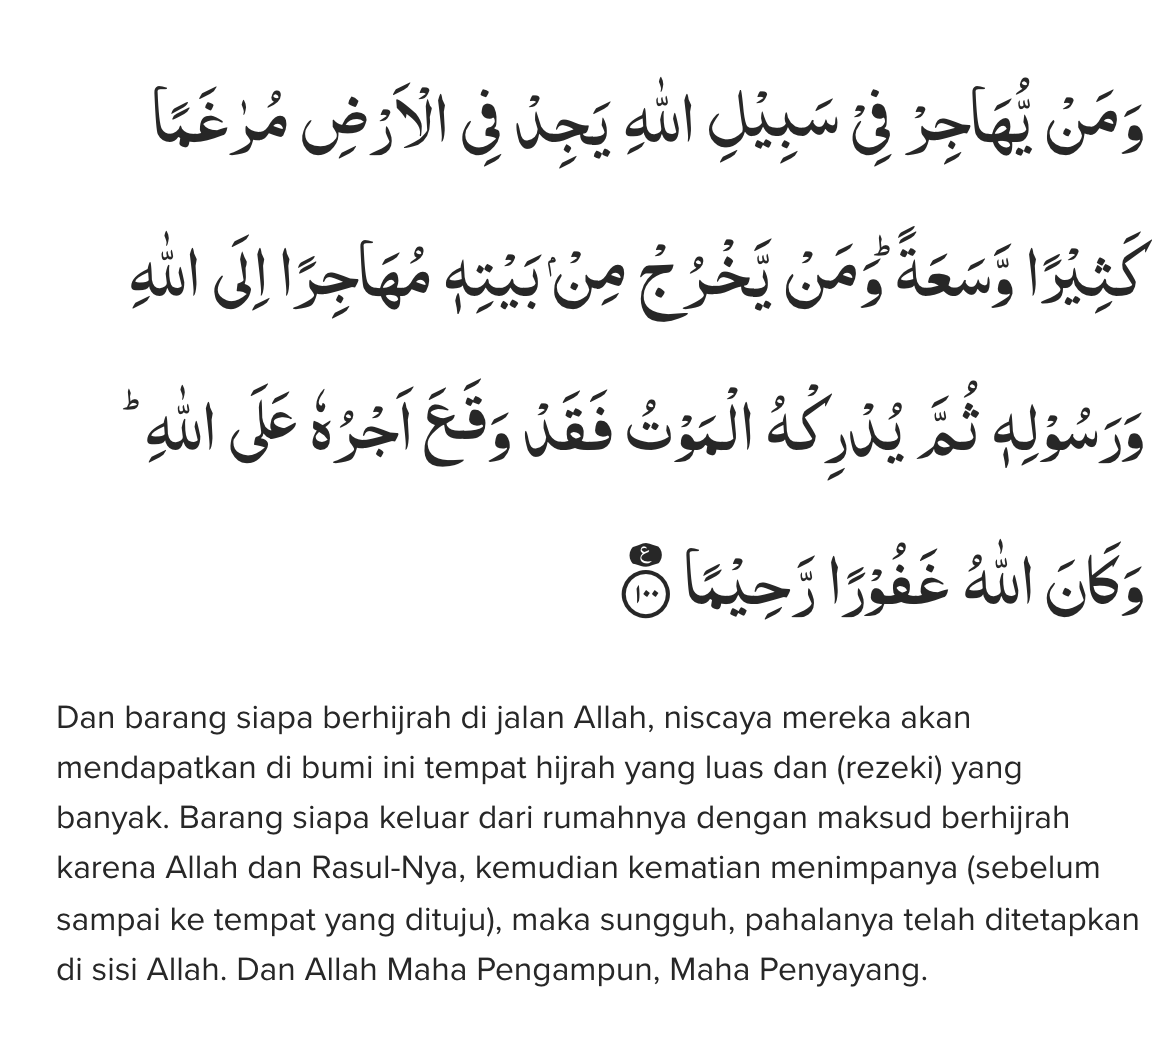 وَمَنْ يُّهَاجِرْ فِيْ سَبِيْلِ اللّٰهِ يَجِدْ فِى الْاَرْضِ مُرٰغَمًا
كَثِيْرًا وَّسَعَةً ۗوَمَنْ يَّخْرُجْ مِنْۢ بَيْتِهٖ مُهَاجِرًا اِلَى اللّٰهِ
وَرَسُوْلِهٖ ثُمَّ يُدْرِكْهُ الْمَوْتُ فَقَدْ وَقَعَ اَجْرُهٗ عَلَى اللّٰهِ ۗ
وَكَانَ اللّٰهُ غَفُوْرًا رَّحِيْمًا ࣖ ١٠٠
Dan barang siapa berhijrah di jalan Allah, niscaya mereka akan
mendapatkan di bumi ini tempat hijrah yang luas dan (rezeki) yang
banyak. Barang siapa keluar dari rumahnya dengan maksud berhijrah
karena Allah dan Rasul-Nya, kemudian kematian menimpanya (sebelum
sampai ke tempat yang dituju), maka sungguh, pahalanya telah ditetapkan
di sisi Allah. Dan Allah Maha Pengampun, Maha Penyayang.